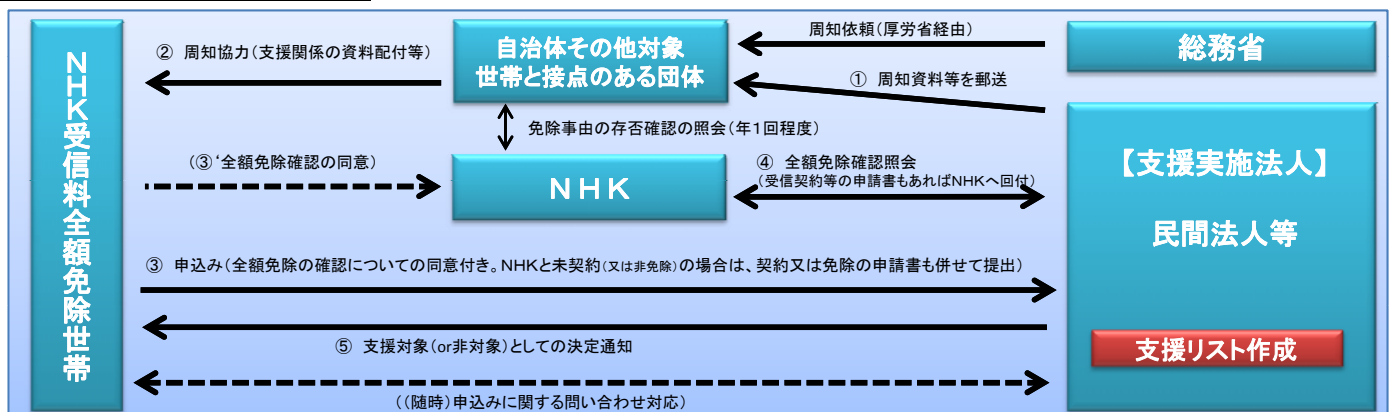 NHK受信料全額免除世帯
② 周知協力(支援関係の資料配付等)
自治体その他対象
世帯と接点のある団体
周知依頼(厚労省経由)
総務省
① 周知資料等を郵送
免除事由の存否確認の照会(年1回程度)
(③‘全額免除確認の同意)
NHK
④ 全額免除確認照会
(受信契約等の申請書もあればNHKへ回付)
【支援実施法人】
民間法人等
③ 申込み(全額免除の確認についての同意付き。NHKと未契約(又は非免除)の場合は、契約又は免除の申請書も併せて提出)
⑤ 支援対象(or非対象)としての決定通知
支援リスト作成
((随時)申込みに関する問い合わせ対応)